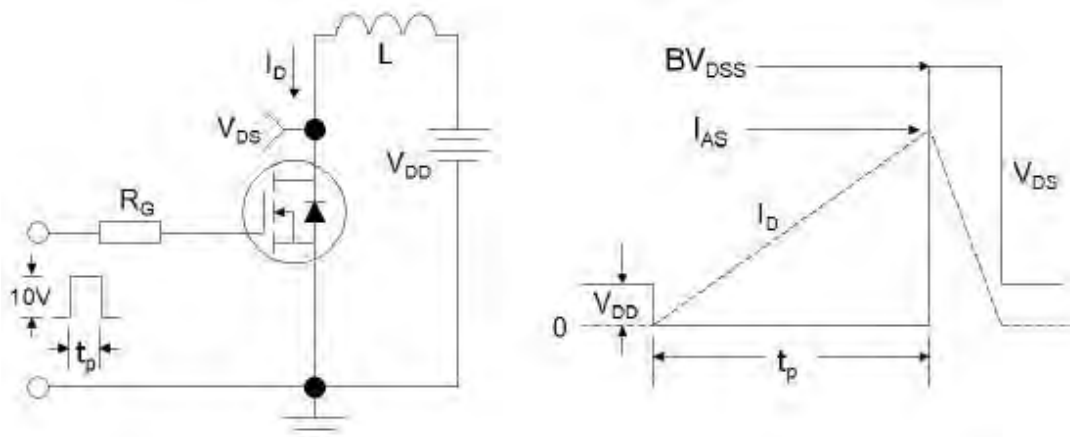 I_D
L
V_DS
V_DD
R_G
10V
t_p
BV_DSS
I_AS
V_DS
I_D
V_DD
0
t_p